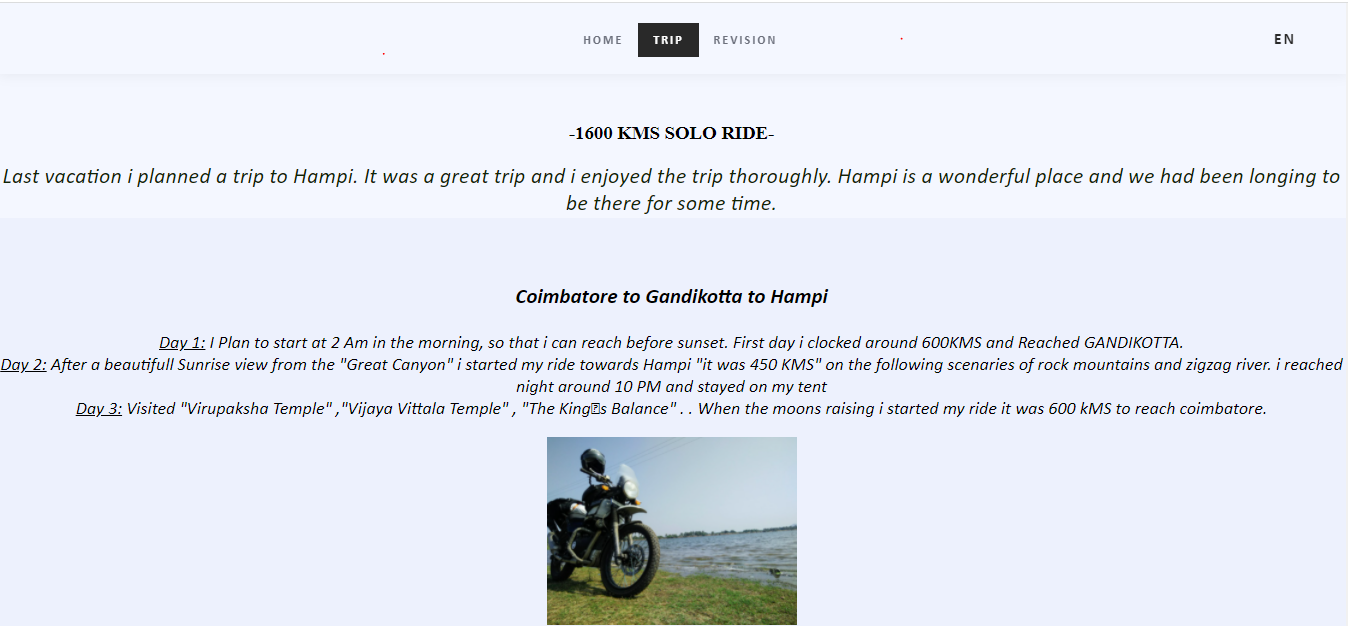 HOME TRIP REVISION EN
-1600 KMS SOLO RIDE-
Last vacation i planned a trip to Hampi. It was a great trip and i enjoyed the trip thoroughly. Hampi is a wonderful place and we had been longing to
be there for some time.
Coimbatore to Gandikotta to Hampi
Day 1: I Plan to start at 2 Am in the morning, so that i can reach before sunset. First day i clocked around 600KMS and Reached GANDIKOTTA.
Day 2: After a beautifull Sunrise view from the "Great Canyon" i started my ride towards Hampi "it was 450 KMS" on the following scenaries of rock mountains and zigzag river. i reached
night around 10 PM and stayed on my tent
Day 3: Visited "Virupaksha Temple" ,"Vijaya Vittala Temple" , "The King�s Balance" . . When the moons raising i started my ride it was 600 kMS to reach coimbatore.